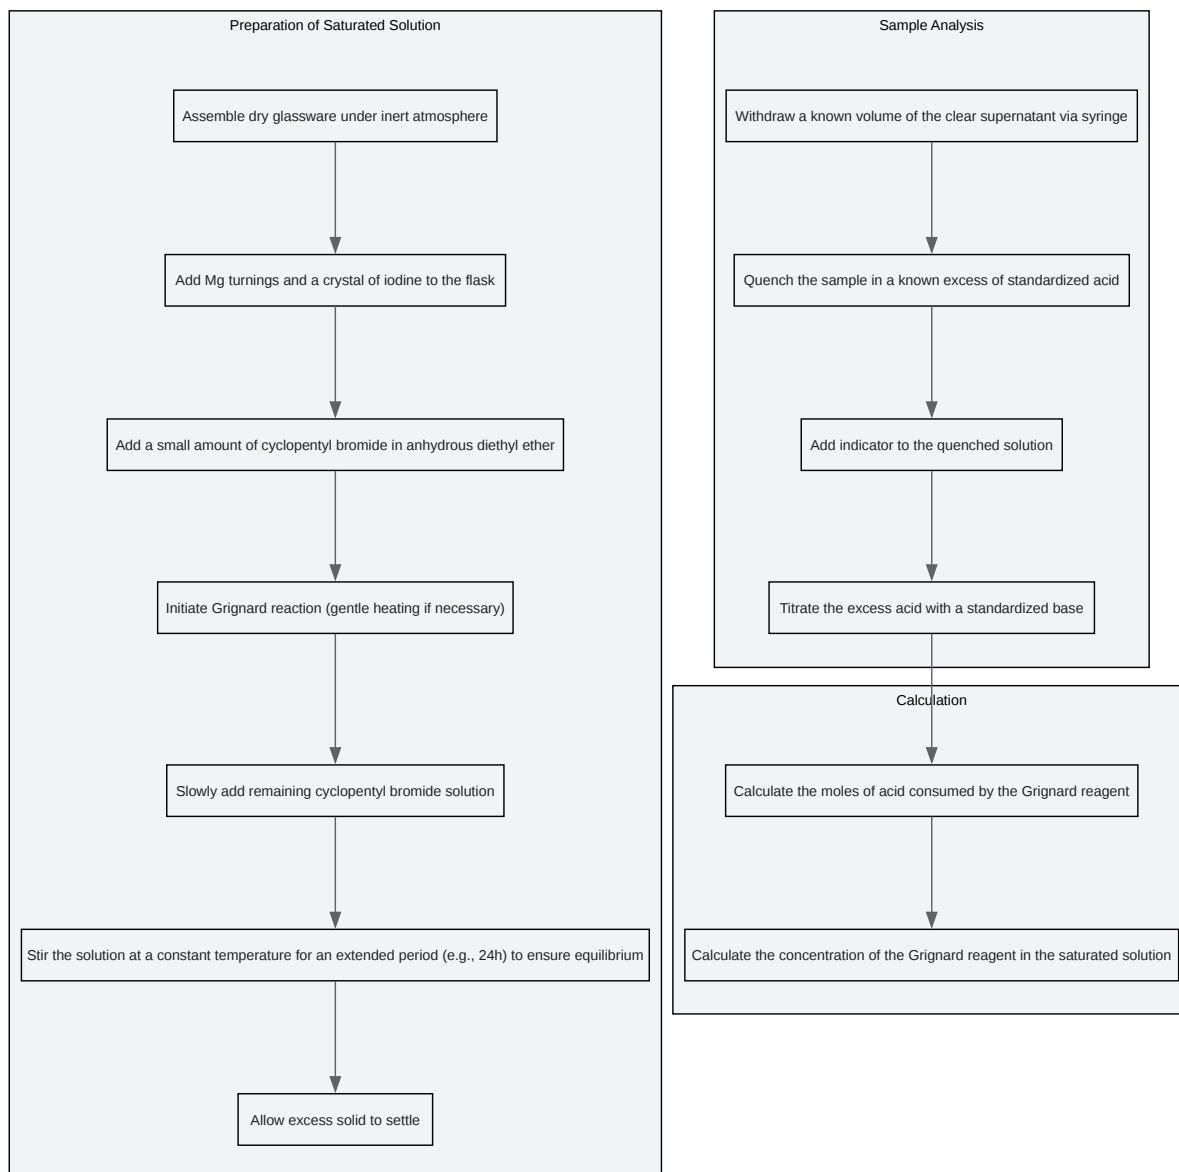 Preparation of Saturated Solution
Assemble dry glassware under inert atmosphere
Add Mg turnings and a crystal of iodine to the flask
Add a small amount of cyclopentyl bromide in anhydrous diethyl ether
Initiate Grignard reaction (gentle heating if necessary)
Slowly add remaining cyclopentyl bromide solution
Stir the solution at a constant temperature for an extended period (e.g., 24h) to ensure equilibrium
Allow excess solid to settle
Sample Analysis
Withdraw a known volume of the clear supernatant via syringe
Quench the sample in a known excess of standardized acid
Add indicator to the quenched solution
Titrate the excess acid with a standardized base
Calculation
Calculate the moles of acid consumed by the Grignard reagent
Calculate the concentration of the Grignard reagent in the saturated solution